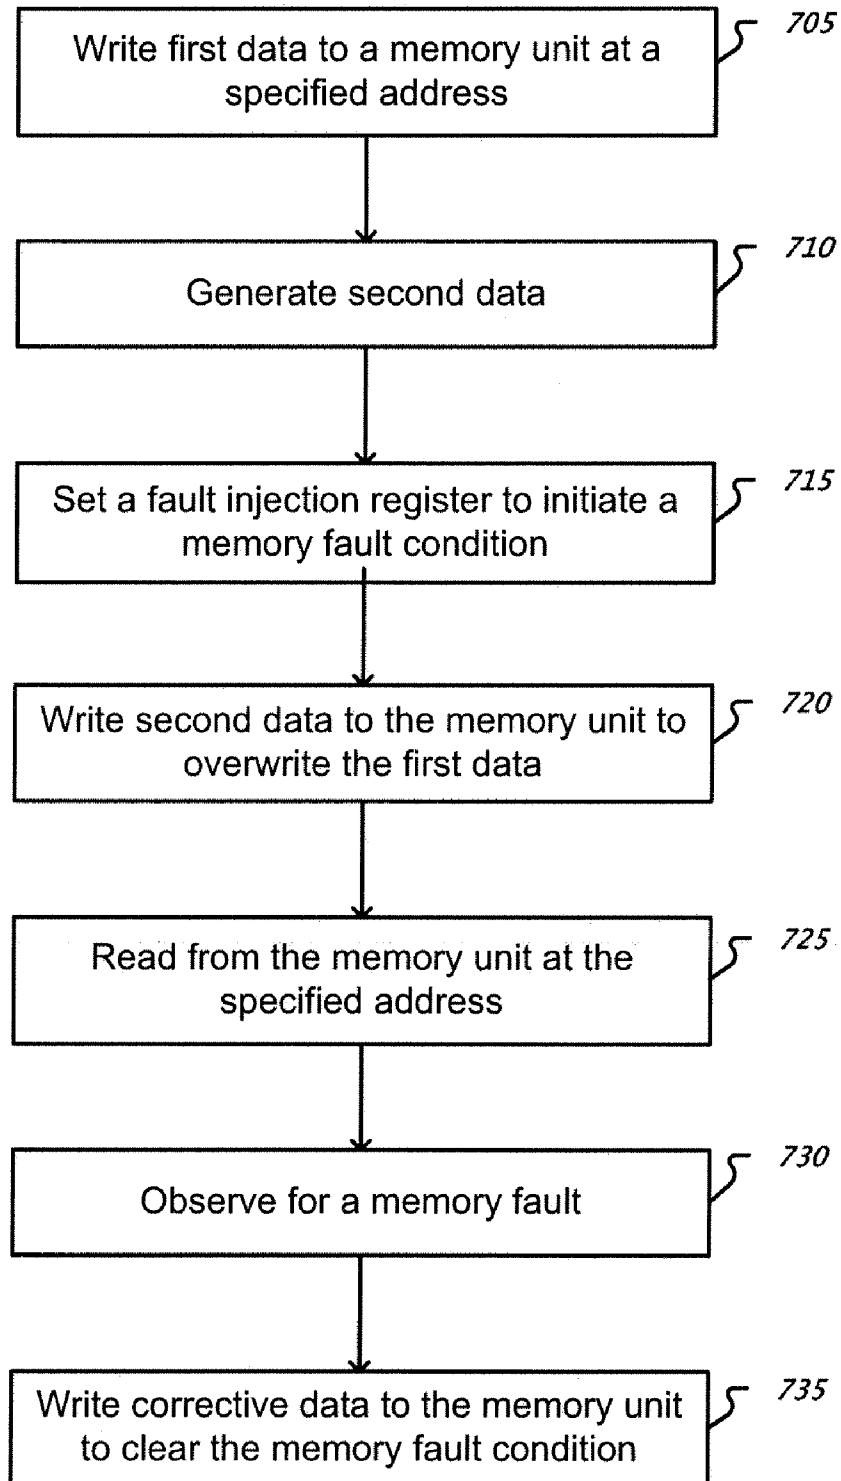 Write first data to a memory unit at a
specified address
705
Generate second data
710
Set a fault injection register to initiate a
memory fault condition
715
Write second data to the memory unit to
overwrite the first data
720
Read from the memory unit at the
specified address
725
Observe for a memory fault
730
Write corrective data to the memory unit
to clear the memory fault condition
735